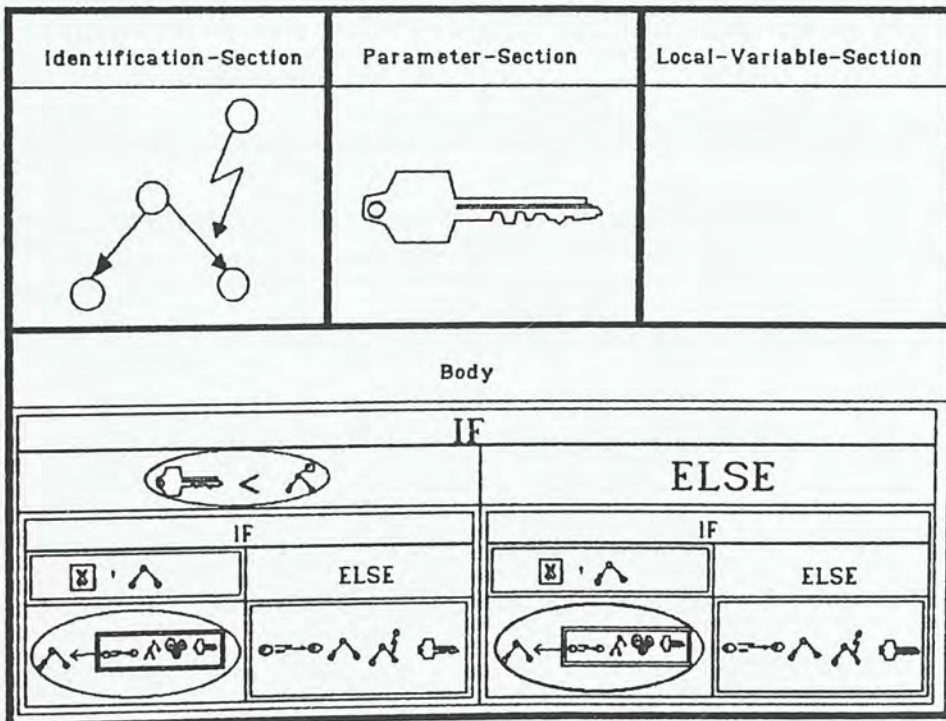 Identification-Section
Parameter-Section
Local-Variable-Section
Body
IF
<
ELSE
IF
IF
X '
ELSE
X '
ELSE